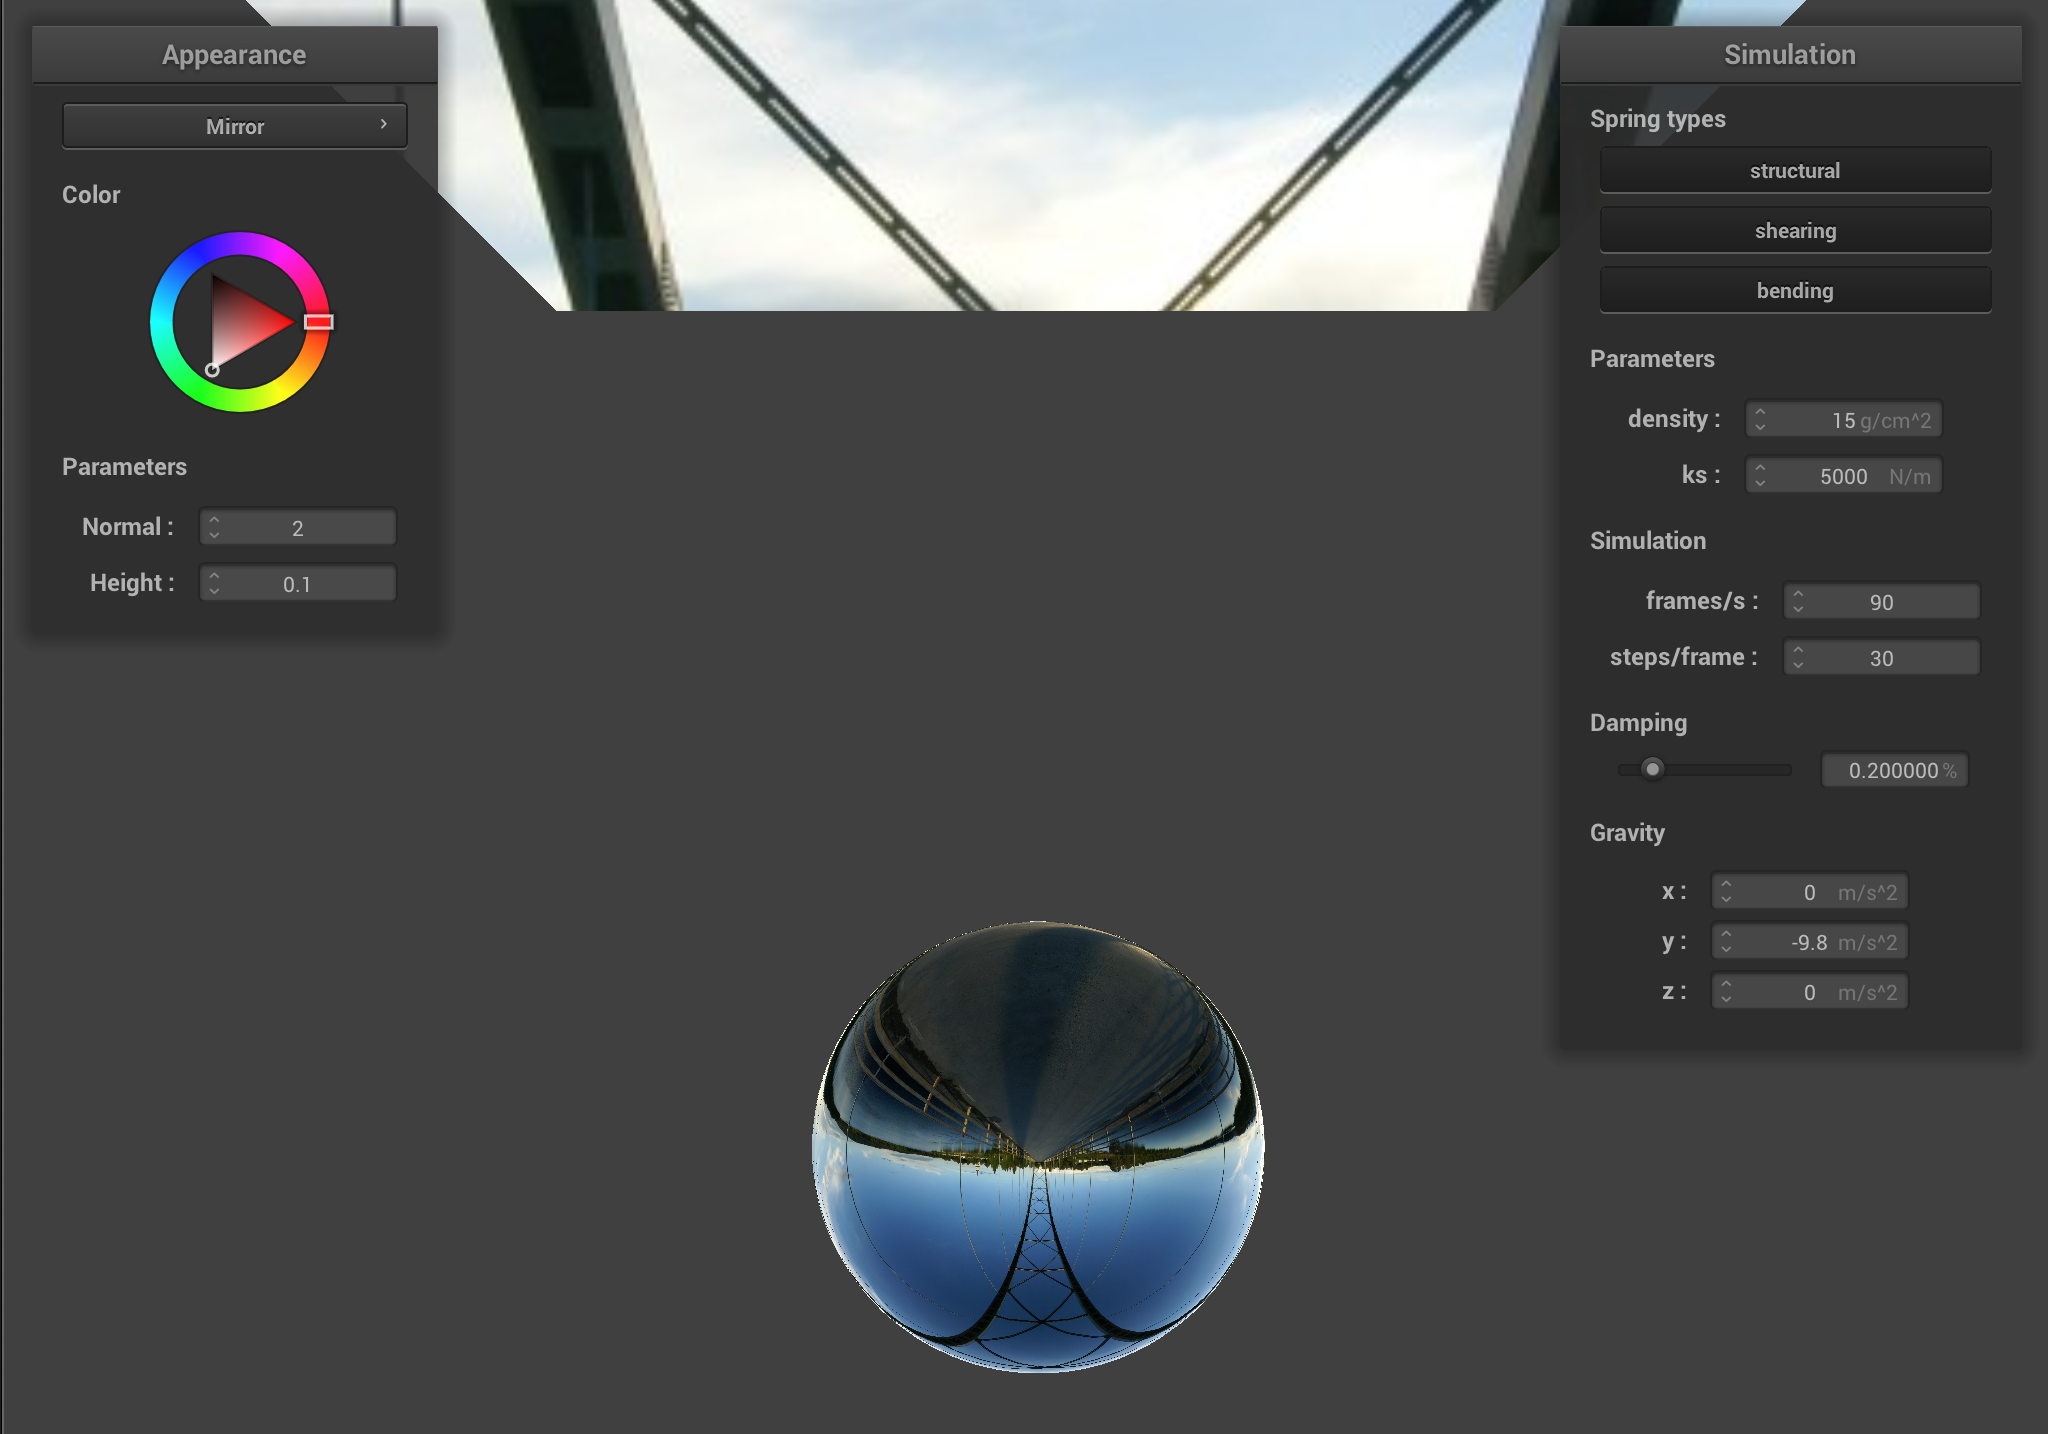 Appearance
Mirror
Color
Parameters
Normal : 2
Height : 0.1
Simulation
Spring types
structural
shearing
bending
Parameters
density : 15 g/cm^2
ks : 5000 N/m
Simulation
frames/s : 90
steps/frame : 30
Damping
0.200000 %
Gravity
x : 0 m/s^2
y : -9.8 m/s^2
z : 0 m/s^2